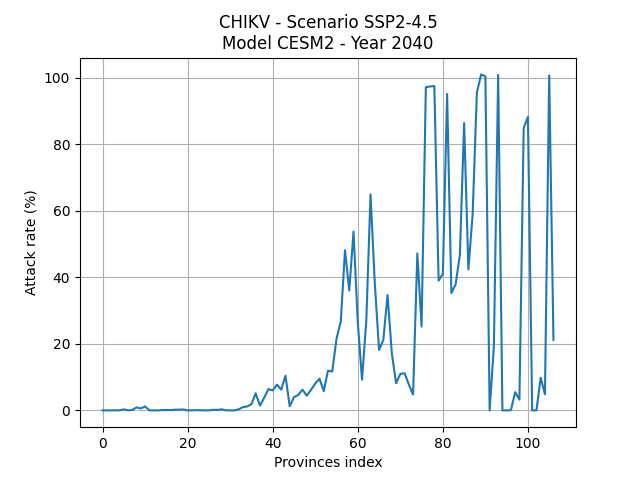 CHIKV - Scenario SSP2-4.5
Model CESM2 - Year 2040
100
80
60
40
20
0
Attack rate (%)
0 20 40 60 80 100
Provinces index